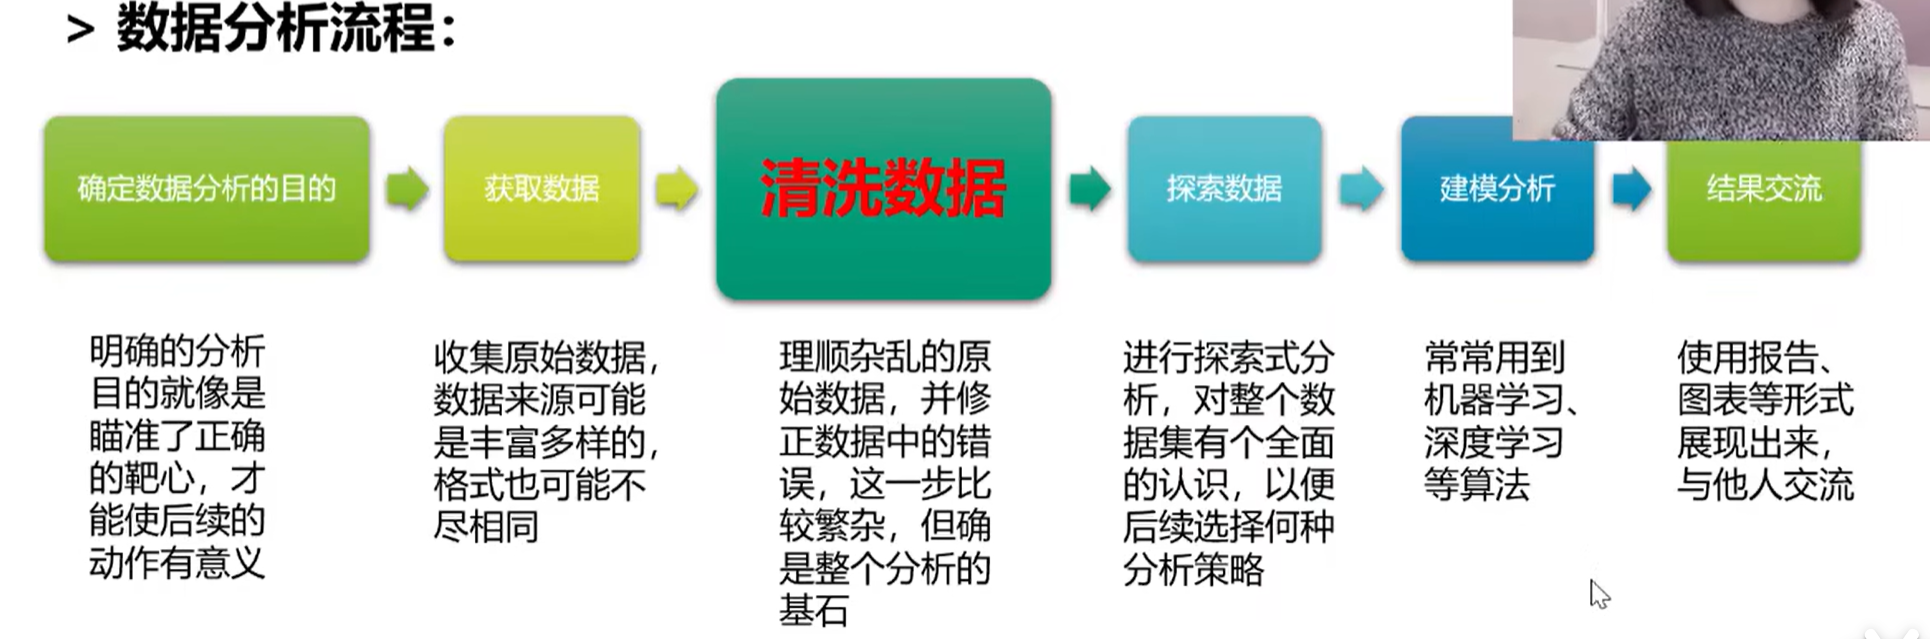 > 数据分析流程：
确定数据分析的目的
获取数据
清洗数据
探索数据
建模分析
结果交流
明确的分析
目的就像是
瞄准了正确
的靶心，才
能使后续的
动作有意义
收集原始数据，
数据来源可能
是丰富多样的，
格式也可能不
尽相同
理顺杂乱的原
始数据，并修
正数据中的错
误，这一步比
较繁杂，但确
是整个分析的
基石
进行探索式分
析，对整个数
据集有个全面
的认识，以便
后续选择何种
分析策略
常常用到
机器学习、
深度学习
等算法
使用报告、
图表等形式
展现出来，
与他人交流